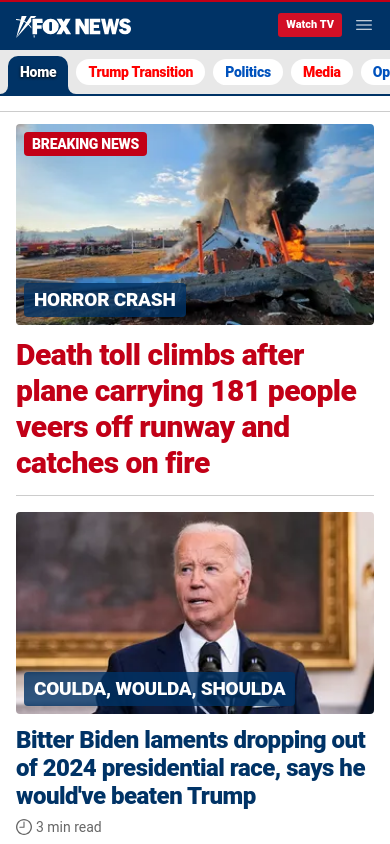 FOX NEWS
Watch TV
Home
Trump Transition
Politics
Media
Op
BREAKING NEWS
HORROR CRASH
Death toll climbs after
plane carrying 181 people
veers off runway and
catches on fire
COULDA, WOULDA, SHOULDA
Bitter Biden laments dropping out
of 2024 presidential race, says he
would've beaten Trump
3 min read